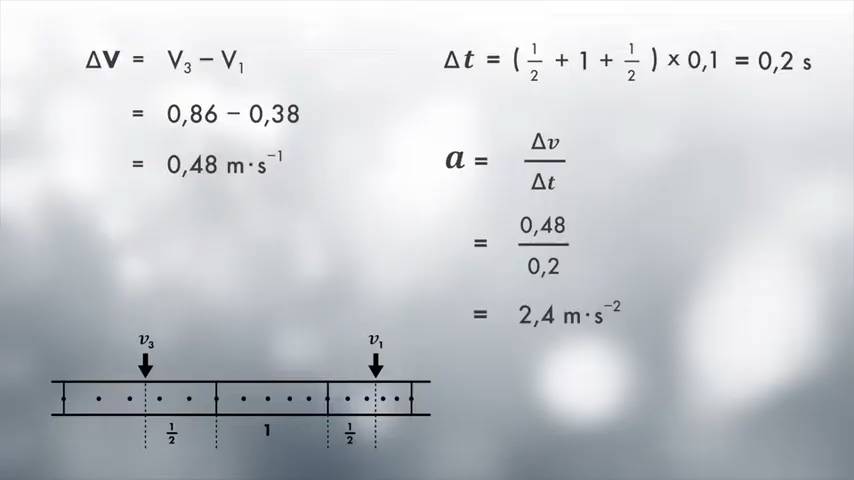 Δv = V₃ – V₁
= 0,86 – 0,38
= 0,48 m·s⁻¹
Δt = ( 1/2 + 1 + 1/2 ) × 0,1 = 0,2 s
a = Δv/Δt
= 0,48/0,2
= 2,4 m·s⁻²
v₃ v₁
1/2 1 1/2